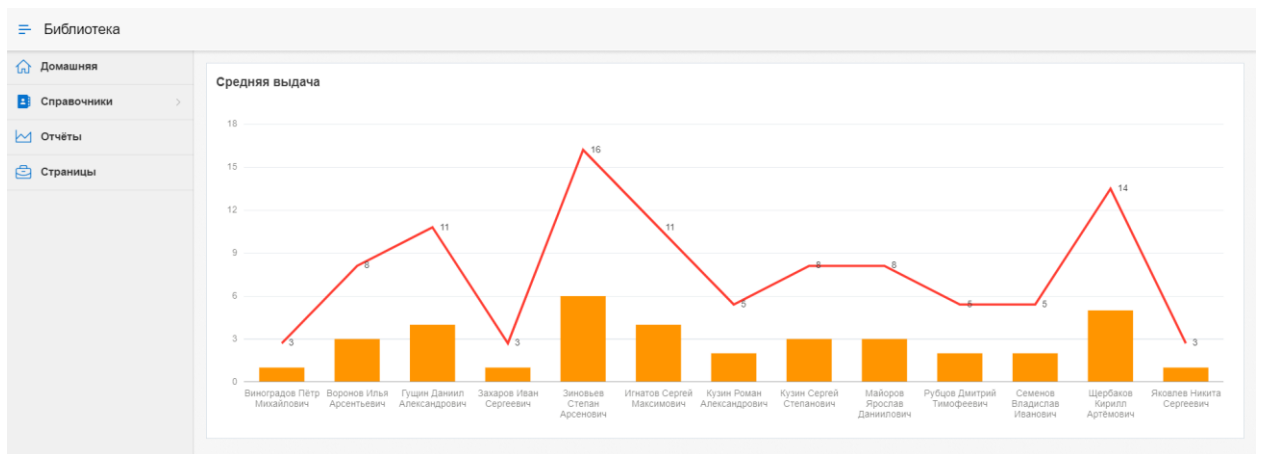 Библиотека
Домашняя
Справочники
Отчёты
Страницы
Средняя выдача
18
15
12
9
6
3
0
3
8
11
3
16
11
5
8
8
5
5
14
3
Виноградов Пётр
Михайлович
Воронов Илья
Арсентьевич
Гущин Даниил
Александрович
Захаров Иван
Сергеевич
Зиновьев
Степан
Арсенович
Игнатов Сергей
Максимович
Кузин Роман
Александрович
Кузин Сергей
Степанович
Майоров
Ярослав
Даниилович
Рубцов Дмитрий
Тимофеевич
Семенов
Владислав
Иванович
Щербаков
Кирилл
Артёмович
Яковлев Никита
Сергеевич